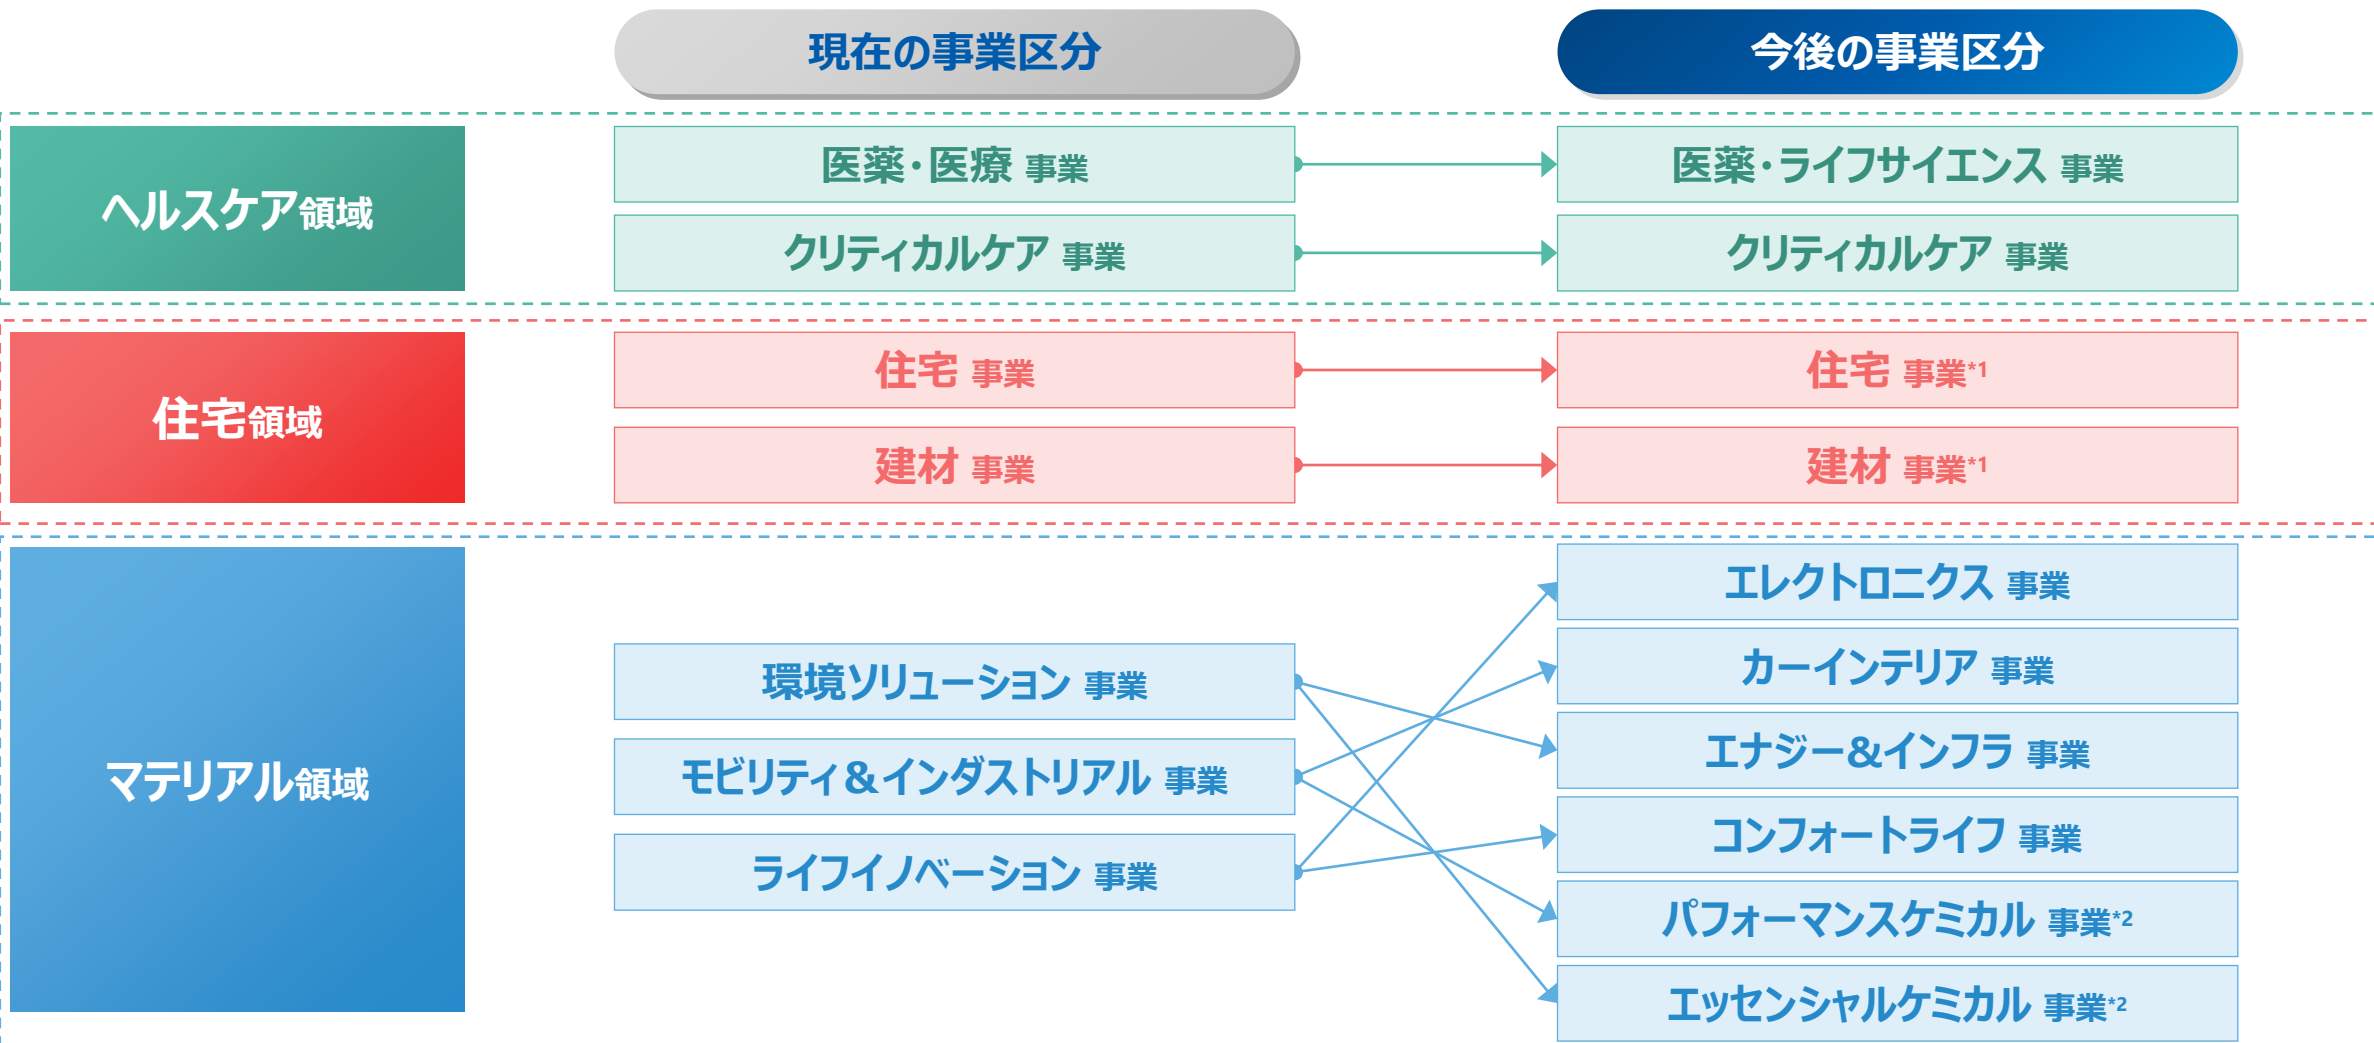 現在の事業区分
今後の事業区分
ヘルスケア領域
医薬・医療 事業
医薬・ライフサイエンス 事業
クリティカルケア 事業
クリティカルケア 事業
住宅領域
住宅 事業
住宅 事業*1
建材 事業
建材 事業*1
マテリアル領域
環境ソリューション 事業
モビリティ&インダストリアル 事業
ライフイノベーション 事業
エレクトロニクス 事業
カーインテリア 事業
エナジー&インフラ 事業
コンフォートライフ 事業
パフォーマンスケミカル 事業*2
エッセンシャルケミカル 事業*2